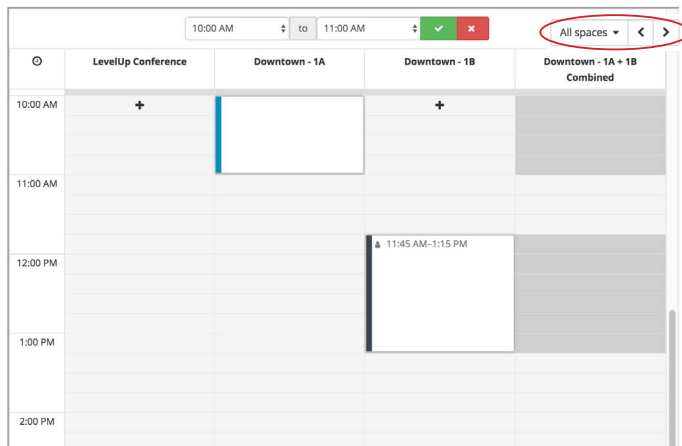 10:00 AM to 11:00 AM All spaces
LevelUp Conference Downtown - 1A Downtown - 1B Downtown - 1A + 1B
Combined
10:00 AM
11:00 AM
11:45 AM–1:15 PM
12:00 PM
1:00 PM
2:00 PM